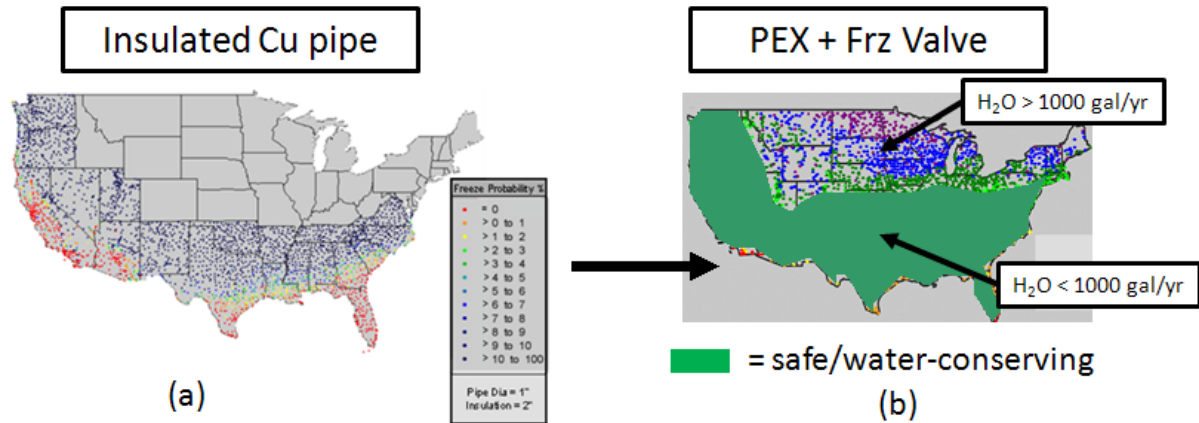 Insulated Cu pipe
PEX + Frz Valve
H₂O > 1000 gal/yr
Freeze Probability %
= 0
> 0 to 1
> 1 to 2
> 2 to 3
> 3 to 4
> 4 to 5
> 5 to 6
> 6 to 7
> 7 to 8
> 8 to 9
> 9 to 10
> 10 to 100
Pipe Dia = 1"
Insulation = 2"
H₂O < 1000 gal/yr
= safe/water-conserving
(a)
(b)